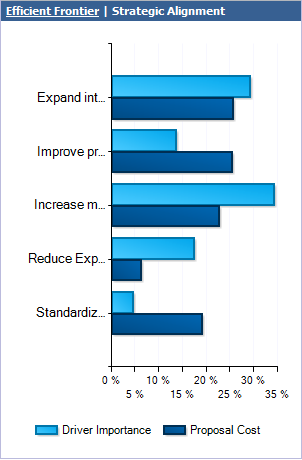 Efficient Frontier | Strategic Alignment
Expand int...
Improve pr...
Increase m...
Reduce Exp...
Standardiz...
0 % 10 % 20 % 30 %
5 % 15 % 25 % 35 %
Driver Importance Proposal Cost